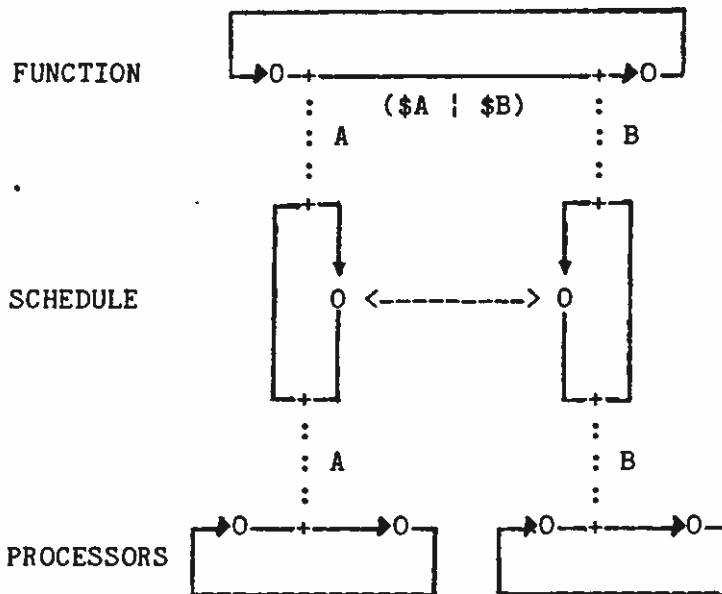 FUNCTION O + + O
($A ¦ $B)
A B
+ +
SCHEDULE O <-------> O
+ +
A B
O + O O + O
PROCESSORS